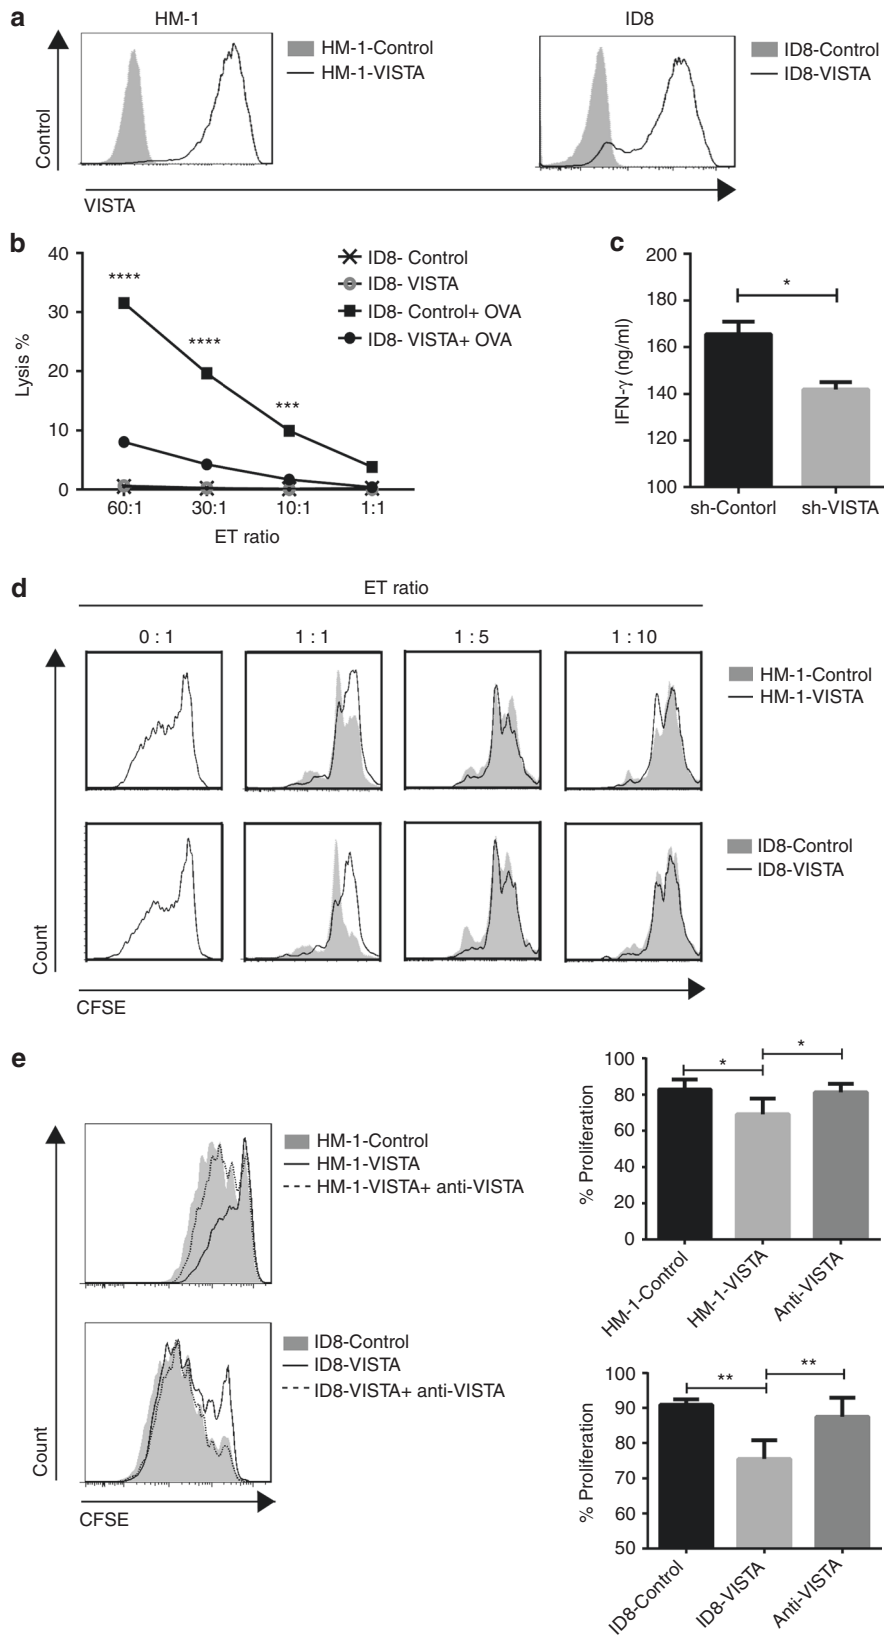 a
HM-1
ID8
HM-1-Control
HM-1-VISTA
ID8-Control
ID8-VISTA
Control
VISTA
b
40
30
20
10
0
Lysis %
****
****
***
ID8- Control
ID8- VISTA
ID8- Control+ OVA
ID8- VISTA+ OVA
60:1
30:1
10:1
1:1
ET ratio
c
200
180
160
140
120
100
IFN-γ (ng/ml)
*
sh-Contorl
sh-VISTA
d
ET ratio
0 : 1
1 : 1
1 : 5
1 : 10
HM-1-Control
HM-1-VISTA
ID8-Control
ID8-VISTA
Count
CFSE
e
HM-1-Control
HM-1-VISTA
HM-1-VISTA+ anti-VISTA
ID8-Control
ID8-VISTA
ID8-VISTA+ anti-VISTA
Count
CFSE
100
80
60
40
20
0
% Proliferation
*
*
HM-1-Control
HM-1-VISTA
Anti-VISTA
100
90
80
70
60
50
% Proliferation
**
**
ID8-Control
ID8-VISTA
Anti-VISTA